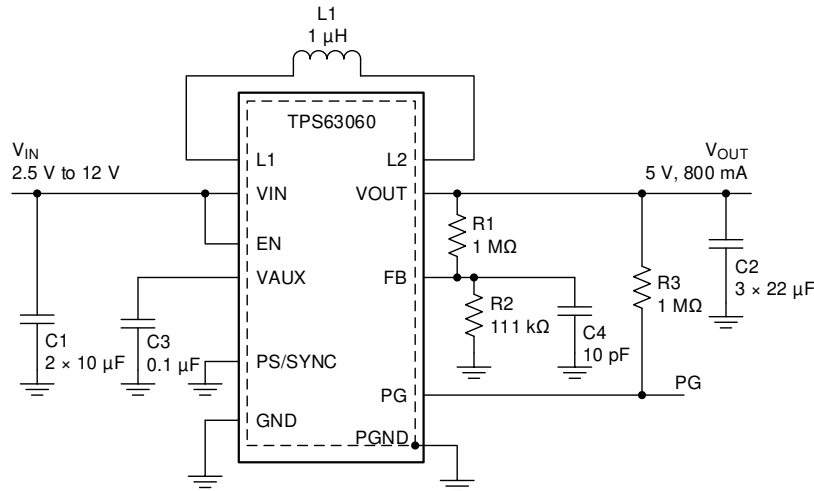 L1
1 µH
TPS63060
VIN
2.5 V to 12 V
L1
L2
VOUT
5 V, 800 mA
VIN
VOUT
R1
1 MΩ
EN
VAUX
FB
R2
111 kΩ
R3
1 MΩ
C2
3 × 22 µF
C1
2 × 10 µF
C3
0.1 µF
C4
10 pF
PS/SYNC
PG
PG
GND
PGND